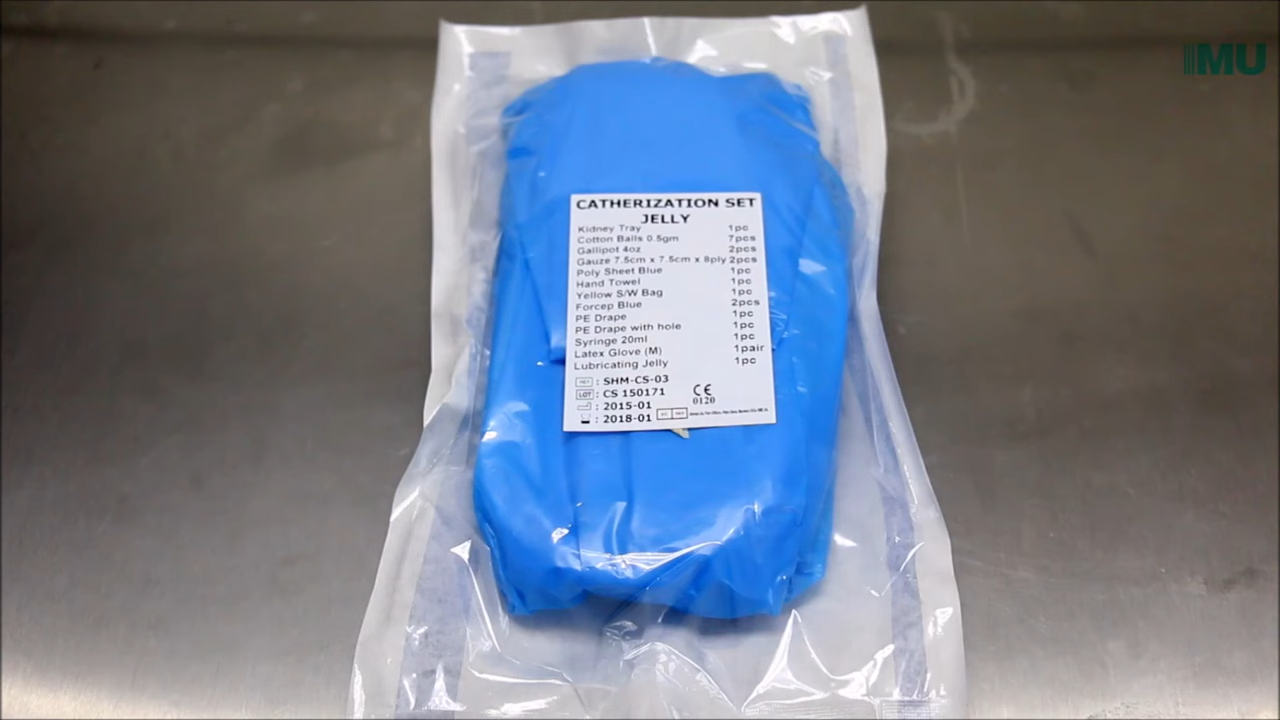 IMU
CATHERIZATION SET
JELLY
Kidney Tray 1pc
Cotton Balls 0.5gm 7pcs
Gallipot 4oz 2pcs
Gauze 7.5cm x 7.5cm x 8ply 2pcs
Poly Sheet Blue 1pc
Hand Towel 1pc
Yellow S/W Bag 1pc
Forcep Blue 2pcs
PE Drape 1pc
PE Drape with hole 1pc
Syringe 20ml 1pc
Latex Glove (M) 1pair
Lubricating Jelly 1pc
REF : SHM-CS-03
LOT : CS 150171
: 2015-01
: 2018-01
CE
0120